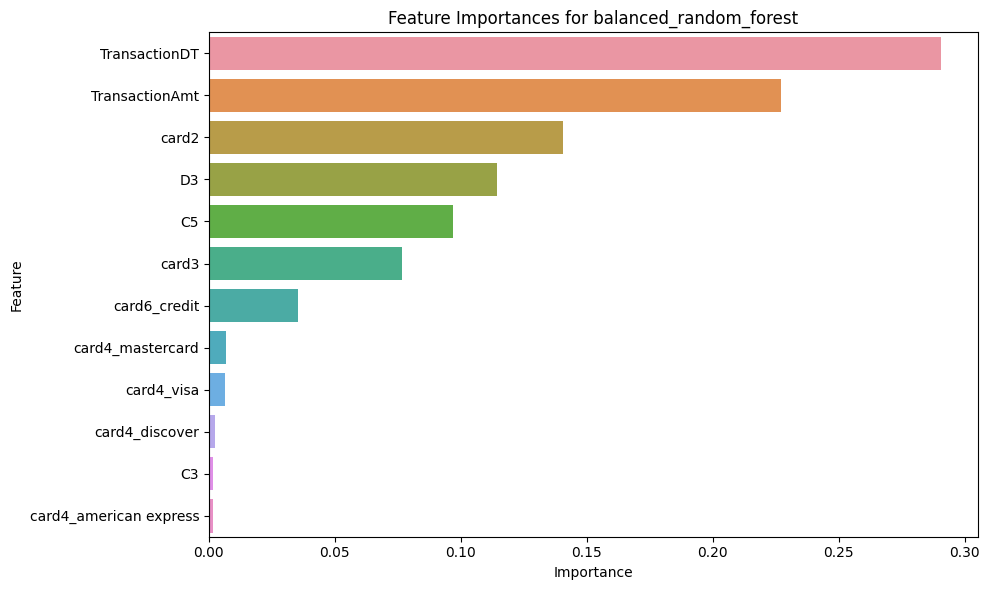 Feature Importances for balanced_random_forest
TransactionDT
TransactionAmt
card2
D3
C5
card3
card6_credit
card4_mastercard
card4_visa
card4_discover
C3
card4_american express
Feature
0.00 0.05 0.10 0.15 0.20 0.25 0.30
Importance